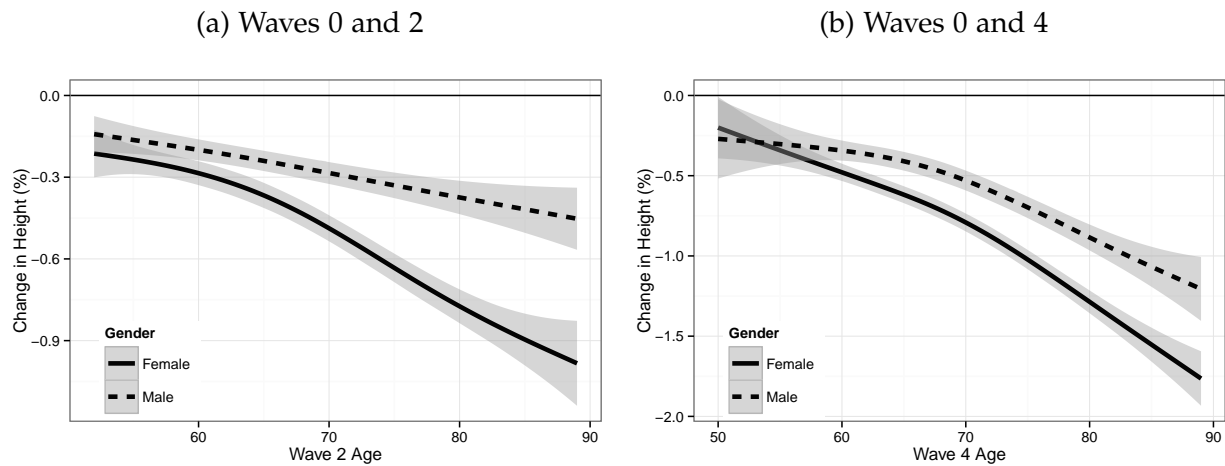 (a) Waves 0 and 2
0.0
−0.3
−0.6
−0.9
Change in Height (%)
Gender
Female
Male
60
70
80
90
Wave 2 Age
(b) Waves 0 and 4
0.0
−0.5
−1.0
−1.5
−2.0
Change in Height (%)
Gender
Female
Male
50
60
70
80
90
Wave 4 Age